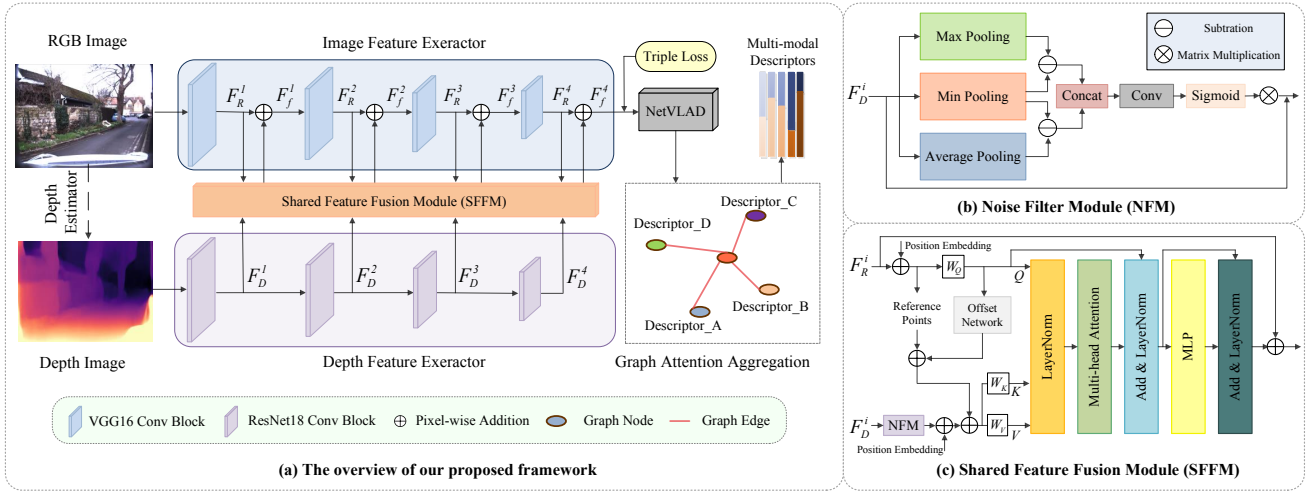 RGB Image
Image Feature Exeractor
Triple Loss
Multi-modal
Descriptors
F_R^1
F_f^1
F_R^2
F_f^2
F_R^3
F_f^3
F_R^4
F_f^4
NetVLAD
Depth
Estimator
Shared Feature Fusion Module (SFFM)
F_D^1
F_D^2
F_D^3
F_D^4
Depth Image
Depth Feature Exeractor
Descriptor_C
Descriptor_D
Descriptor_B
Descriptor_A
Graph Attention Aggregation
VGG16 Conv Block
ResNet18 Conv Block
Pixel-wise Addition
Graph Node
Graph Edge
(a) The overview of our proposed framework
Max Pooling
Subtration
Matrix Multiplication
F_D^i
Min Pooling
Concat
Conv
Sigmoid
Average Pooling
(b) Noise Filter Module (NFM)
Position Embedding
F_R^i
W_Q
Q
Reference
Points
Offset
Network
W_K
K
F_D^i
NFM
W_V
V
Position Embedding
LayerNorm
Multi-head Attention
Add & LayerNorm
MLP
Add & LayerNorm
(c) Shared Feature Fusion Module (SFFM)